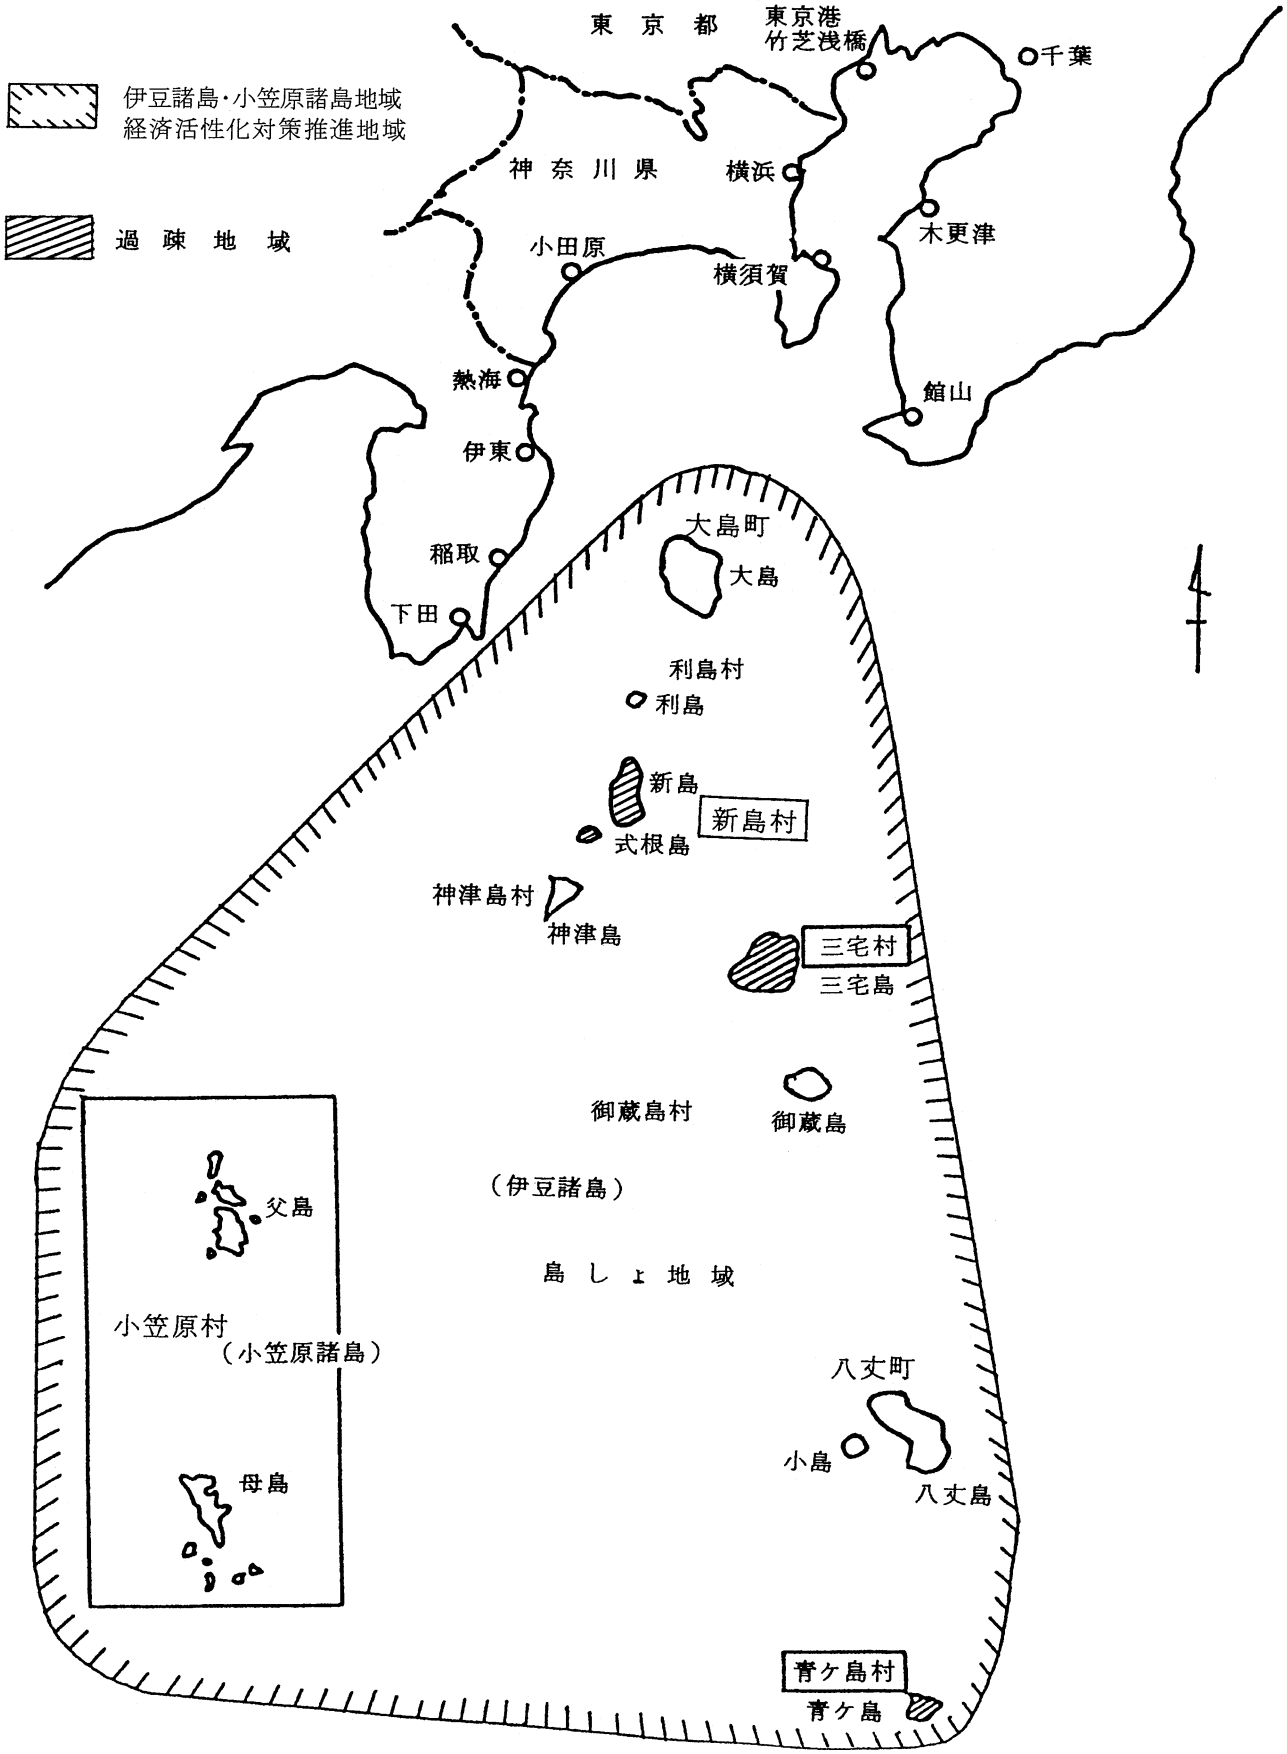 東京都
東京港
竹芝浅橋
千葉
伊豆諸島・小笠原諸島地域
経済活性化対策推進地域
神奈川県
横浜
過疎地域
小田原
横須賀
木更津
熱海
館山
伊東
稲取
下田
大島町
大島
利島村
利島
新島
新島村
式根島
神津島村
神津島
三宅村
三宅島
御蔵島村
御蔵島
(伊豆諸島)
父島
島しょ地域
小笠原村
(小笠原諸島)
八丈町
小島
八丈島
母島
青ケ島村
青ケ島